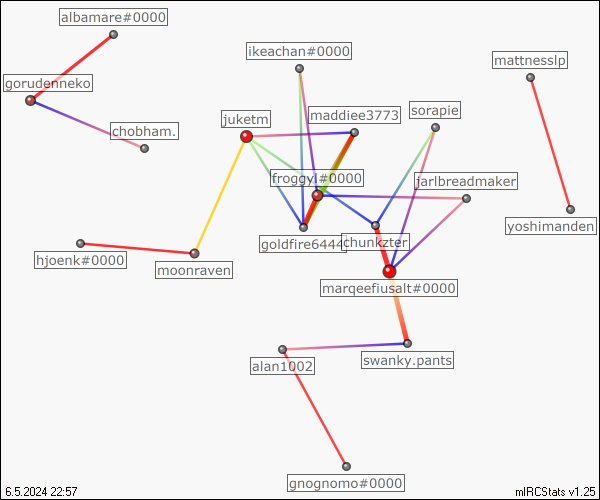 albamare#0000
ikeachan#0000
mattnesslp
gorudenneko
maddiee3773
sorapie
juketm
chobham.
froggyl#0000
jarlbreadmaker
yoshimanden
goldfire6444
chunkzter
hjoenk#0000
moonraven
marqeefiusalt#0000
swanky.pants
alan1002
gnognomo#0000
6.5.2024 22:57
mIRCStats v1.25